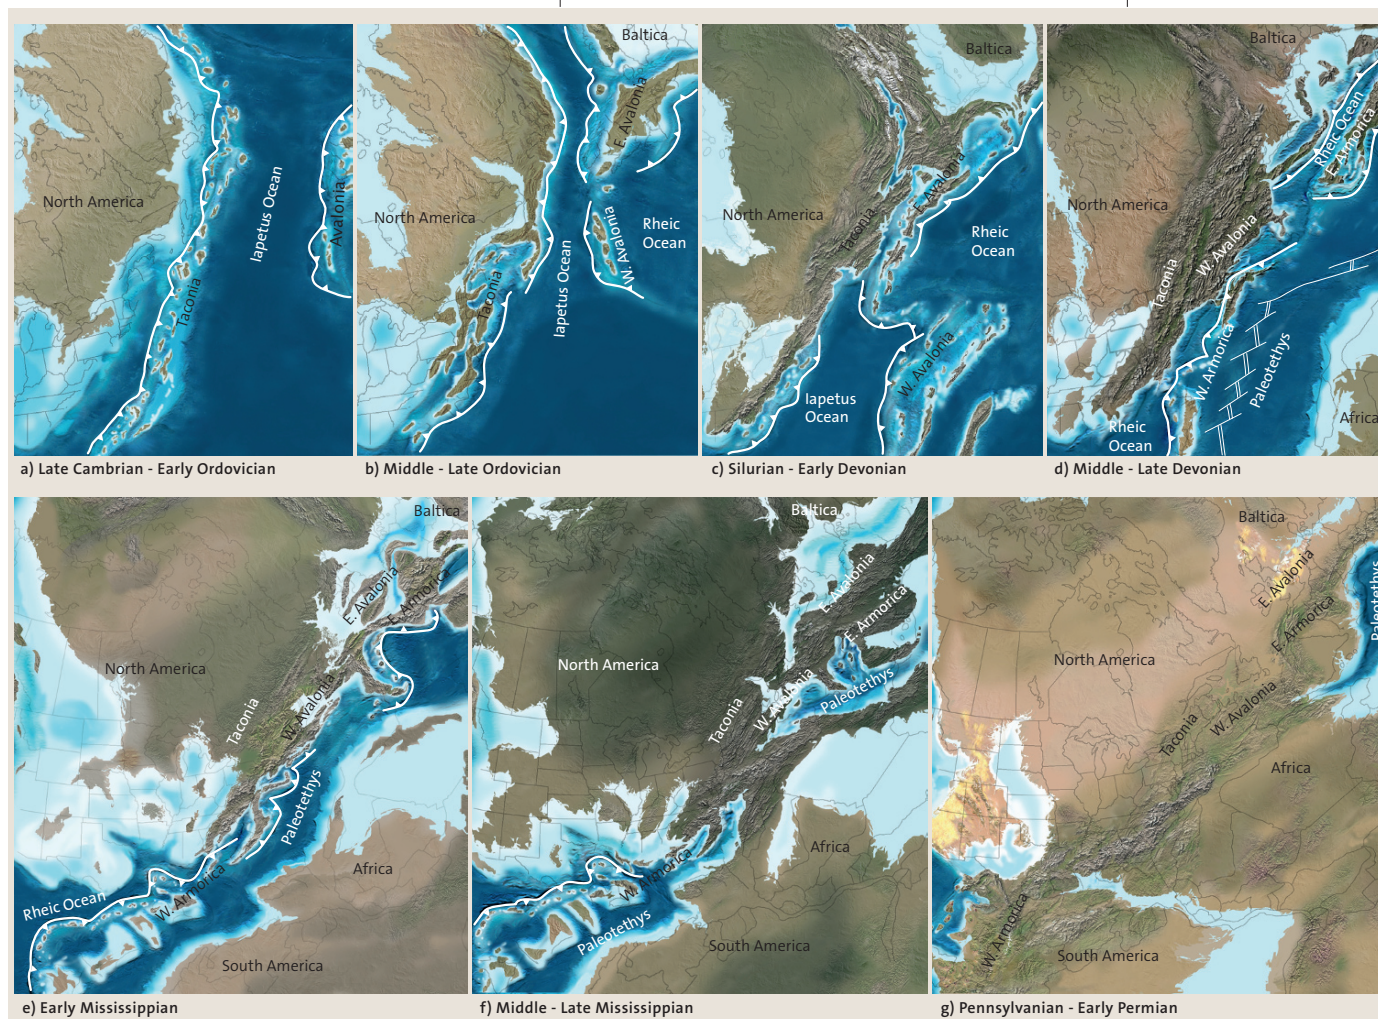 Baltica
E. Avalonia
North America
Iapetus Ocean
Avalonia
Taconia
a) Late Cambrian - Early Ordovician
North America
Taconia
Iapetus Ocean
W. Avalonia
Rheic
Ocean
b) Middle - Late Ordovician
Baltica
North America
Taconia
E. Avalonia
Rheic
Ocean
W. Avalonia
Iapetus
Ocean
c) Silurian - Early Devonian
Baltica
Rheic Ocean
E. Armorica
North America
W. Avalonia
Taconia
W. Armorica
Paleotethys
Africa
Rheic
Ocean
d) Middle - Late Devonian
Baltica
E. Avalonia
E. Armorica
North America
W. Avalonia
Taconia
Paleotethys
Africa
W. Armorica
Rheic Ocean
South America
e) Early Mississippian
Baltica
E. Avalonia
E. Armorica
North America
W. Avalonia
Paleotethys
Taconia
Africa
W. Armorica
Paleotethys
South America
f) Middle - Late Mississippian
Baltica
E. Avalonia
Paleotethys
E. Armorica
North America
W. Avalonia
Taconia
Africa
W. Armorica
South America
g) Pennsylvanian - Early Permian